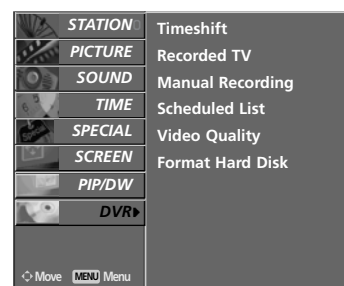 STATION
PICTURE
SOUND
TIME
SPECIAL
SCREEN
PIP/DW
DVR
Timeshift
Recorded TV
Manual Recording
Scheduled List
Video Quality
Format Hard Disk
Move MENU Menu